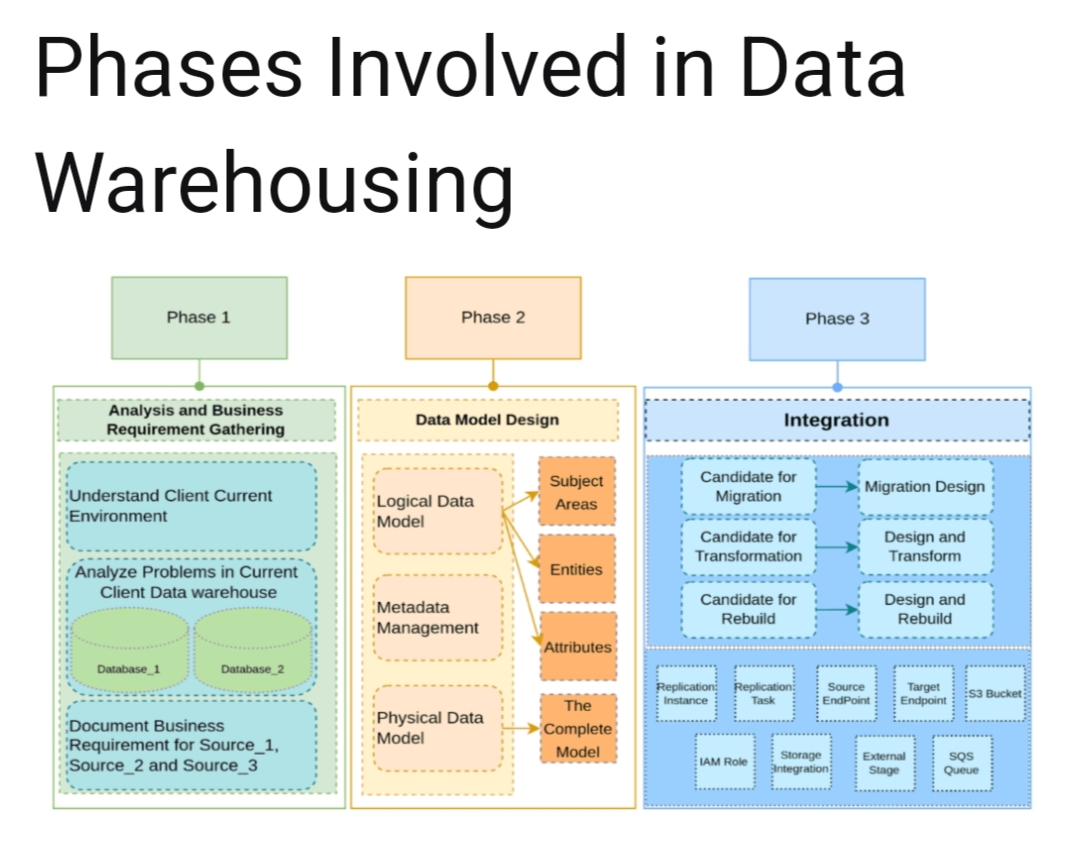 Phases Involved in Data
Warehousing
Phase 1
Analysis and Business
Requirement Gathering
Understand Client Current
Environment
Analyze Problems in Current
Client Data warehouse
Database_1
Database_2
Document Business
Requirement for Source_1,
Source_2 and Source_3
Phase 2
Data Model Design
Logical Data
Model
Subject
Areas
Entities
Attributes
Metadata
Management
Physical Data
Model
The
Complete
Model
Phase 3
Integration
Candidate for
Migration
Migration Design
Candidate for
Transformation
Design and
Transform
Candidate for
Rebuild
Design and
Rebuild
Replication
Instance
Replication
Task
Source
EndPoint
Target
Endpoint
S3 Bucket
IAM Role
Storage
Integration
External
Stage
SQS
Queue